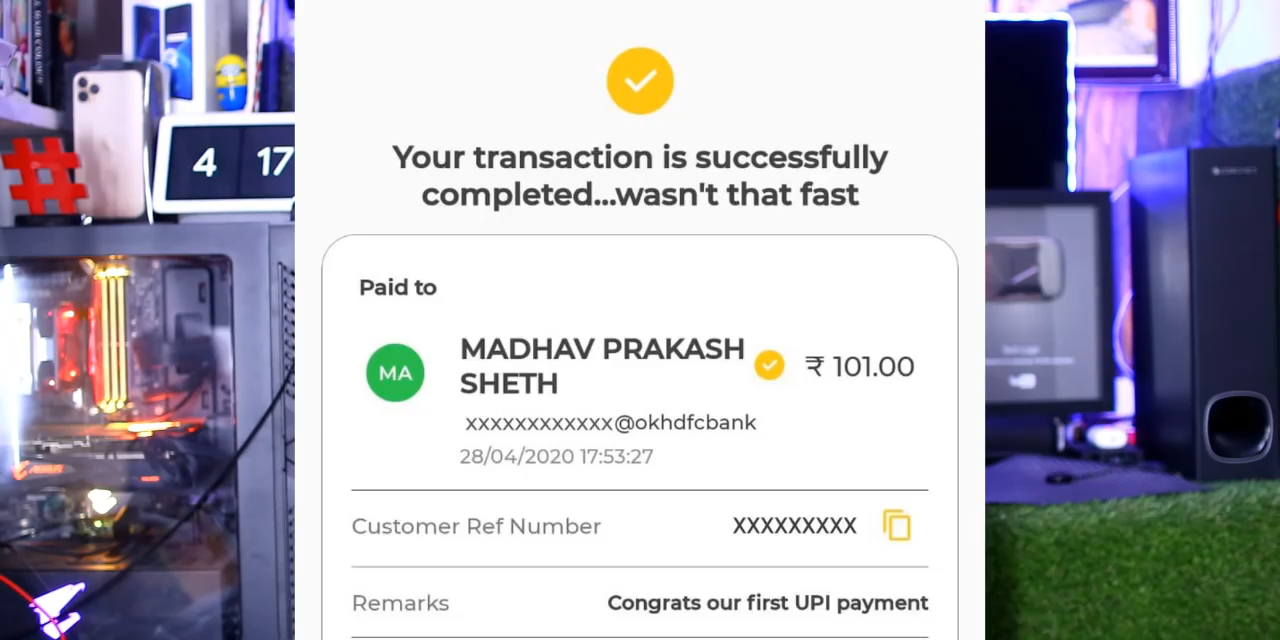 4 17
Your transaction is successfully
completed...wasn't that fast
Paid to
MA
MADHAV PRAKASH
SHETH
₹ 101.00
xxxxxxxxxxxx@okhdfcbank
28/04/2020 17:53:27
Customer Ref Number
XXXXXXXXX
Remarks
Congrats our first UPI payment